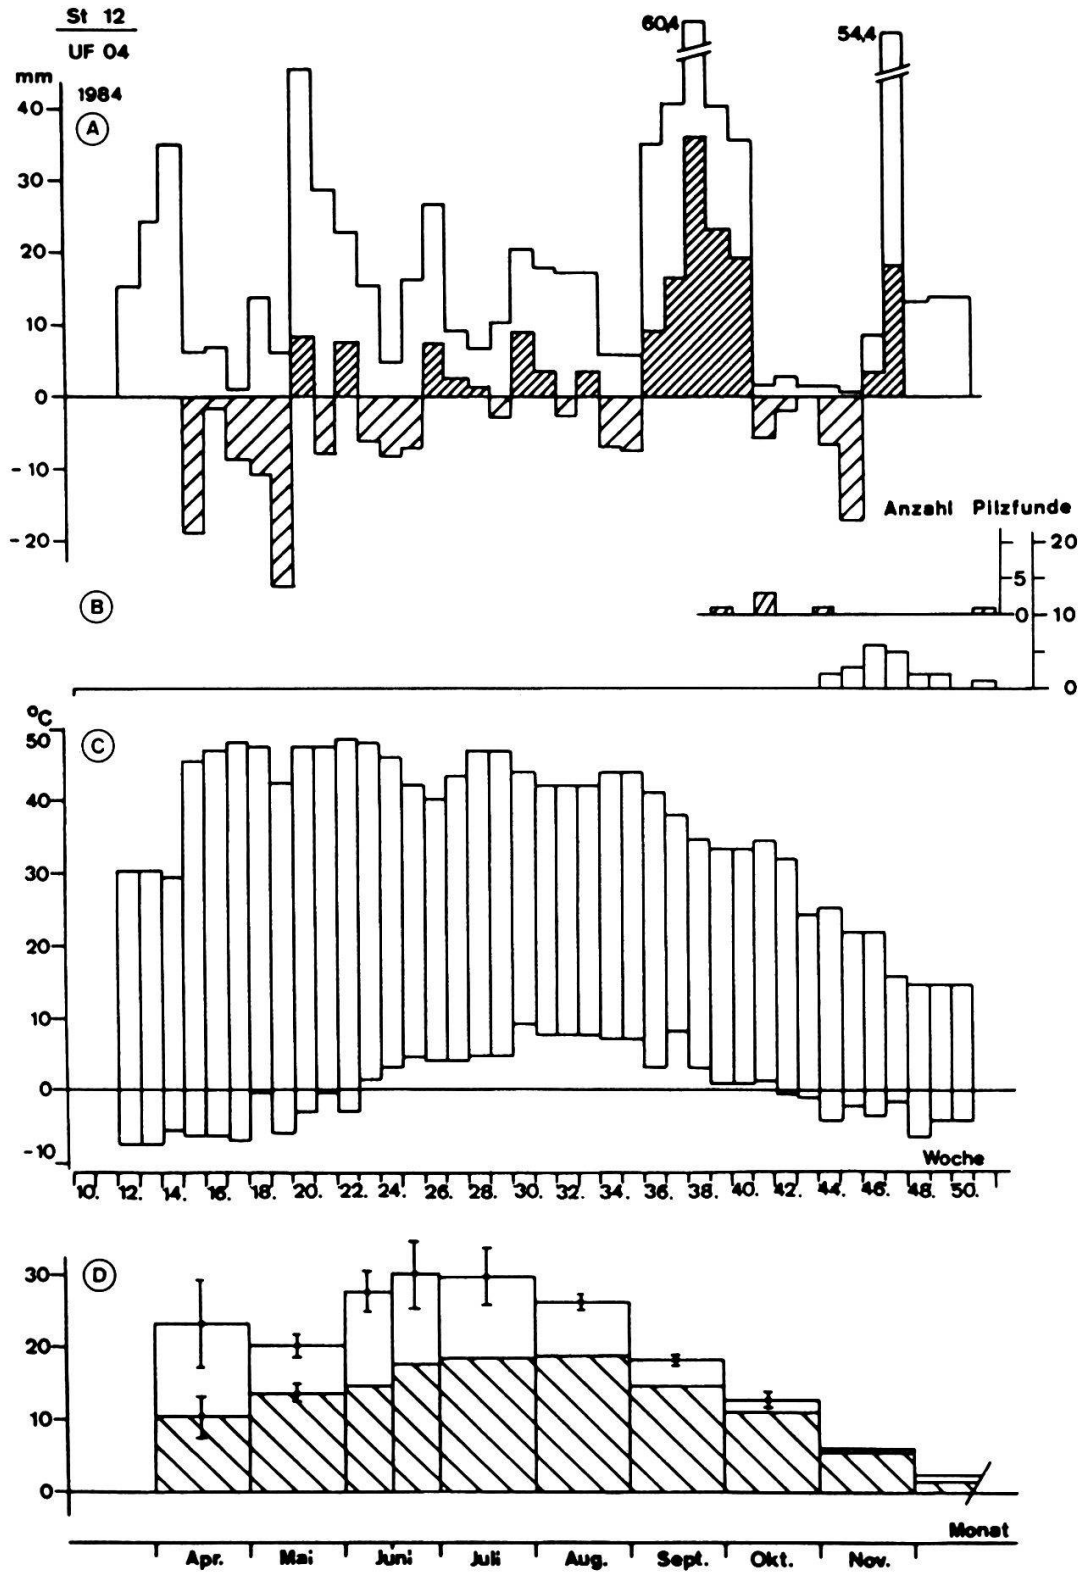 St 12
UF 04
1984
mm
A
60,4
54,4
40
30
20
10
0
- 10
- 20
Anzahl Pilzfunde
20
5
0
10
0
B
°C
50
C
40
30
20
10
0
-10
Woche
10. 12. 14. 16. 18. 20. 22. 24. 26. 28. 30. 32. 34. 36. 38. 40. 42. 44. 46. 48. 50.
D
30
20
10
0
Monat
Apr. Mai Juni Juli Aug. Sept. Okt. Nov.